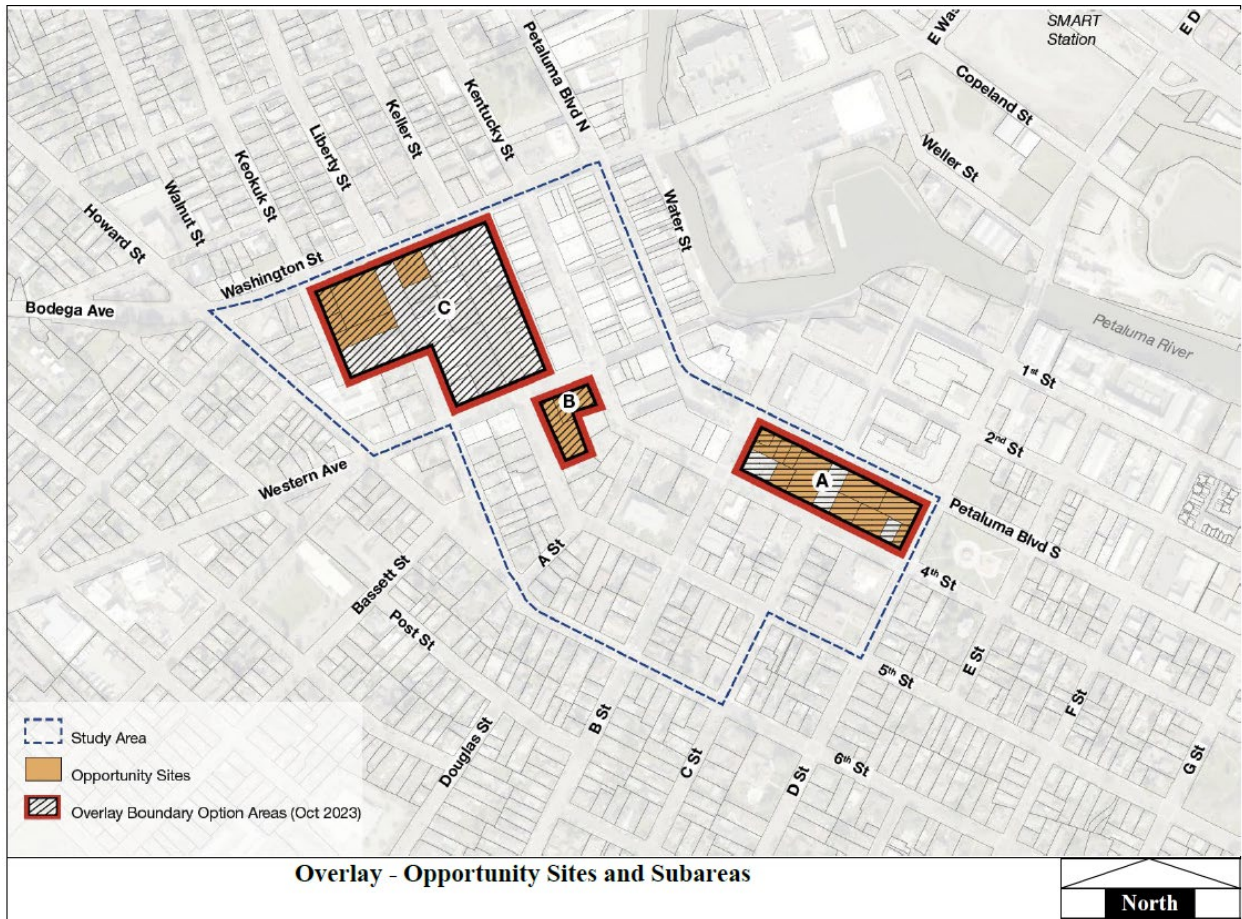 SMART
Station
E Was
E D
Petaluma Blvd N
Copeland St
Kentucky St
Keller St
Weller St
Liberty St
Keokuk St
Walnut St
Howard St
Water St
Washington St
Bodega Ave
C
Petaluma River
1st St
B
2nd St
Western Ave
A
Petaluma Blvd S
A St
4th St
Bassett St
Post St
E St
5th St
F St
B St
Douglas St
C St
6th St
D St
G St
Study Area
Opportunity Sites
Overlay Boundary Option Areas (Oct 2023)
Overlay - Opportunity Sites and Subareas
North